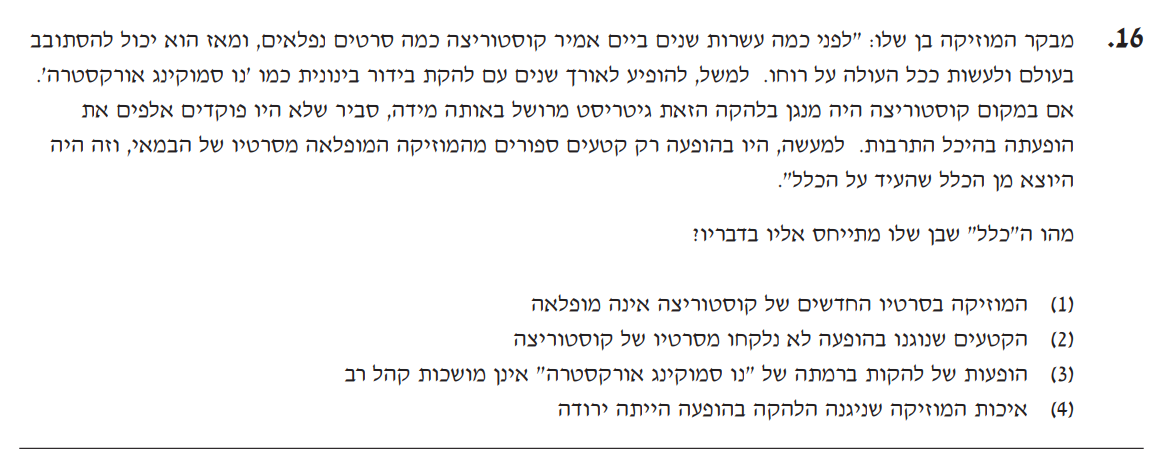 16. מבקר המוזיקה בן שלו: "לפני כמה עשרות שנים ביים אמיר קוסטוריצה כמה סרטים נפלאים, ומאז הוא יכול להסתובב
בעולם ולעשות ככל העולה על רוחו. למשל, להופיע לאורך שנים עם להקת בידור בינונית כמו 'נו סמוקינג אורקסטרה'.
אם במקום קוסטוריצה היה מנגן בלהקה הזאת גיטריסט מרושל באותה מידה, סביר שלא היו פוקדים אלפים את
הופעתה בהיכל התרבות. למעשה, היו בהופעה רק קטעים ספורים מהמוזיקה המופלאה מסרטיו של הבמאי, וזה היה
היוצא מן הכלל שהעיד על הכלל".
מהו ה"כלל" שבן שלו מתייחס אליו בדבריו?
(1) המוזיקה בסרטיו החדשים של קוסטוריצה אינה מופלאה
(2) הקטעים שנוגנו בהופעה לא נלקחו מסרטיו של קוסטוריצה
(3) הופעות של להקות ברמתה של "נו סמוקינג אורקסטרה" אינן מושכות קהל רב
(4) איכות המוזיקה שניגנה הלהקה בהופעה הייתה ירודה